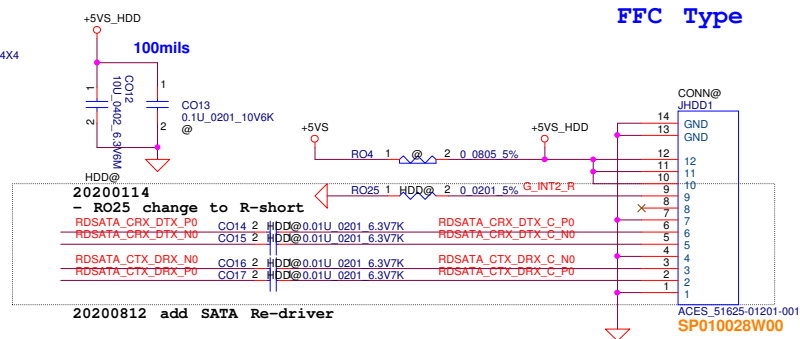 FFC Type
+5VS_HDD
100mils
4X4
1
2
CO12
10U_0402_6.3V6M
HDD@
1
2
CO13
0.1U_0201_10V6K
@
CONN@
JHDD1
+5VS
+5VS_HDD
14 GND
13 GND
RO4 1 @ 2 0_0805_5%
12 12
11 11
10 10
RO25 1 HDD@ 2 0_0201_5% G_INT2_R 9 9
8 8
7 7
20200114
- RO25 change to R-short
RDSATA_CRX_DTX_P0 CO14 2 HDD@ 0.01U_0201_6.3V7K RDSATA_CRX_DTX_C_P0 6 6
RDSATA_CRX_DTX_N0 CO15 2 HDD@ 0.01U_0201_6.3V7K RDSATA_CRX_DTX_C_N0 5 5
4 4
RDSATA_CTX_DRX_N0 CO16 2 HDD@ 0.01U_0201_6.3V7K RDSATA_CTX_DRX_C_N0 3 3
RDSATA_CTX_DRX_P0 CO17 2 HDD@ 0.01U_0201_6.3V7K RDSATA_CTX_DRX_C_P0 2 2
1 1
20200812 add SATA Re-driver
ACES_51625-01201-001
SP010028W00